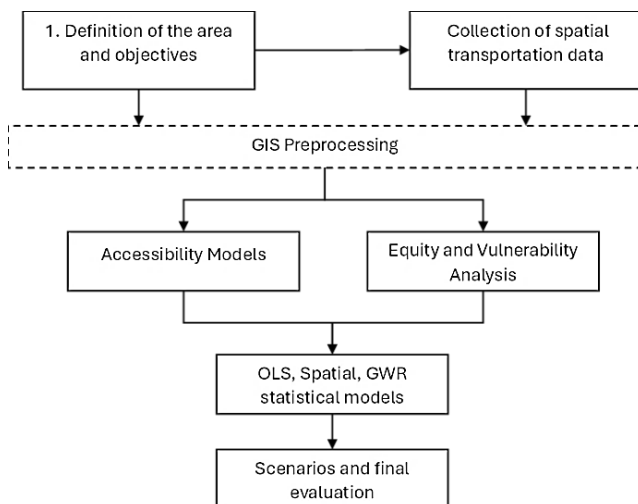 1. Definition of the area
and objectives
Collection of spatial
transportation data
GIS Preprocessing
Accessibility Models
Equity and Vulnerability
Analysis
OLS, Spatial, GWR
statistical models
Scenarios and final
evaluation